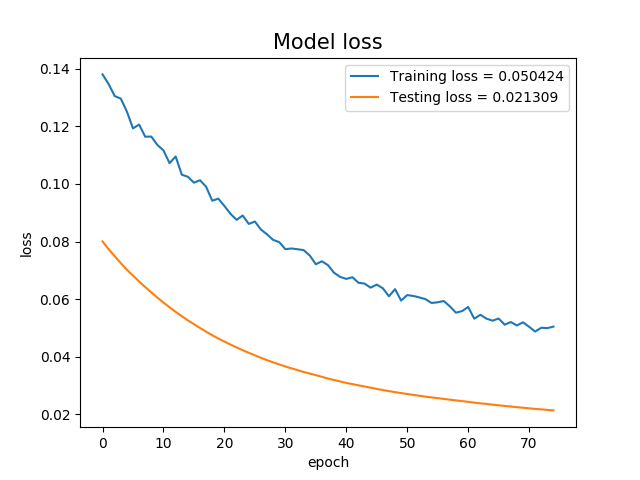 Model loss
Training loss = 0.050424
Testing loss = 0.021309
0.14
0.12
0.10
0.08
0.06
0.04
0.02
loss
0 10 20 30 40 50 60 70
epoch